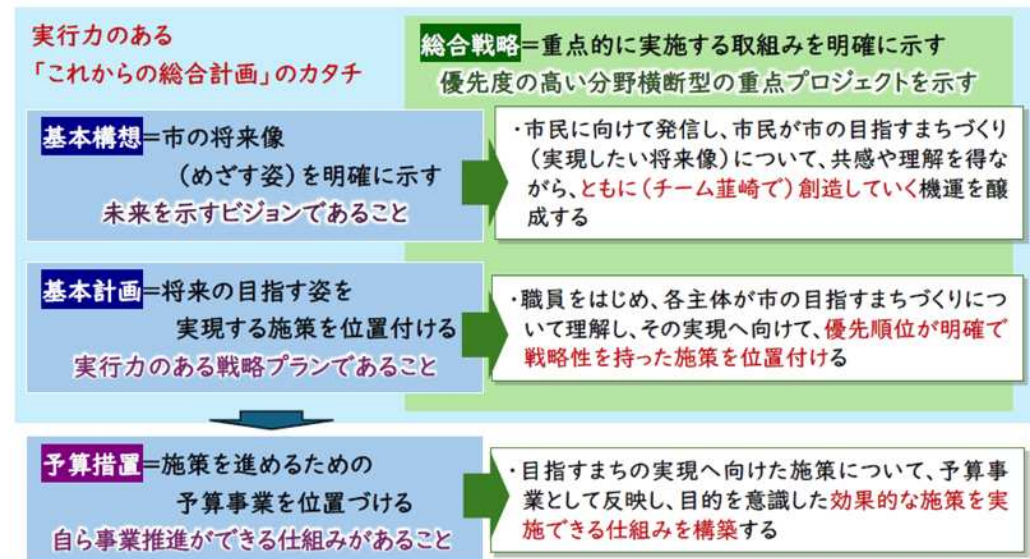 実行力のある
「これからの総合計画」のカタチ
総合戦略=重点的に実施する取組みを明確に示す
優先度の高い分野横断型の重点プロジェクトを示す
基本構想=市の将来像
（めざす姿）を明確に示す
未来を示すビジョンであること
・市民に向けて発信し、市民が市の目指すまちづくり
（実現したい将来像）について、共感や理解を得な
がら、ともに（チーム韮崎で）創造していく機運を醸
成する
基本計画=将来の目指す姿を
実現する施策を位置付ける
実行力のある戦略プランであること
・職員をはじめ、各主体が市の目指すまちづくりにつ
いて理解し、その実現へ向けて、優先順位が明確で
戦略性を持った施策を位置付ける
予算措置=施策を進めるための
予算事業を位置づける
自ら事業推進ができる仕組みがあること
・目指すまちの実現へ向けた施策について、予算事
業として反映し、目的を意識した効果的な施策を実
施できる仕組みを構築する